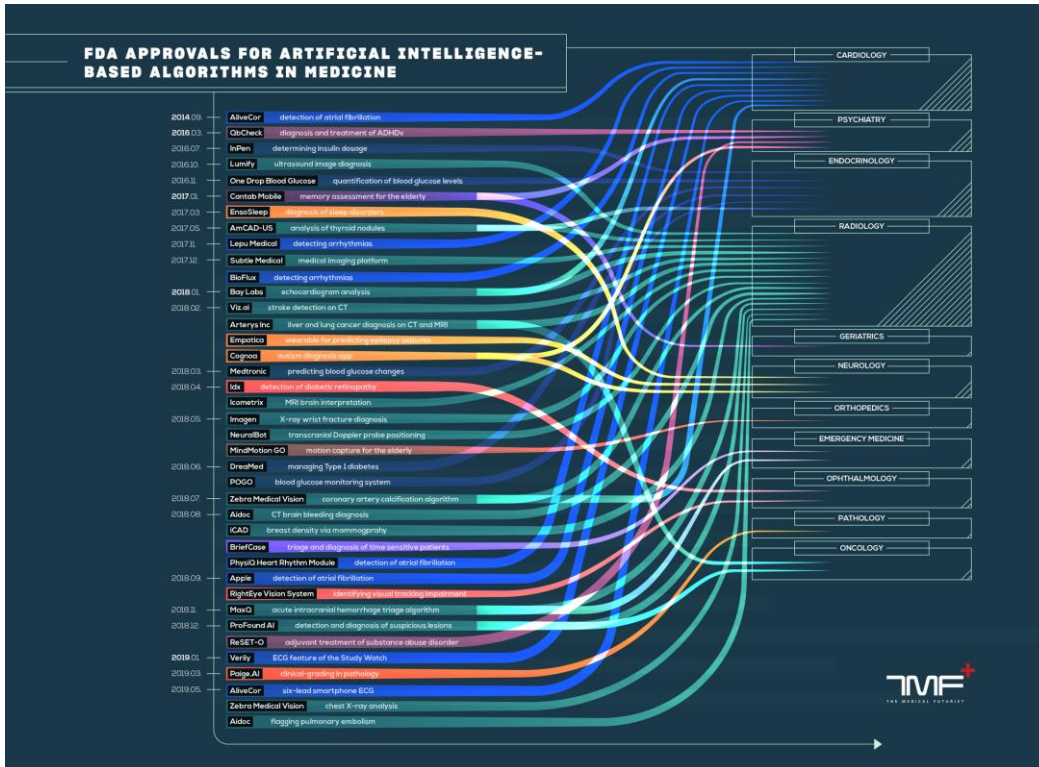 FDA APPROVALS FOR ARTIFICIAL INTELLIGENCE-
BASED ALGORITHMS IN MEDICINE
2014.09. AliveCor detection of atrial fibrillation
2016.03. QbCheck diagnosis and treatment of ADHDv
2016.07. InPen determining insulin dosage
2016.10. Lumify ultrasound image diagnosis
2016.11. One Drop Blood Glucose quantification of blood glucose levels
2017.01. Cantab Mobile memory assessment for the elderly
2017.03. EnsoSleep diagnosis of sleep disorders
2017.05. AmCAD-US analysis of thyroid nodules
2017.11. Lepu Medical detecting arrhythmias
2017.12. Subtle Medical medical imaging platform
BioFlux detecting arrhythmias
2018.01. Bay Labs echocardiogram analysis
2018.02. Viz.ai stroke detection on CT
Arterys Inc liver and lung cancer diagnosis on CT and MRI
Empatica wearable for predicting epilepse seizures
Cognoa autism diagnosis app
2018.03. Medtronic predicting blood glucose changes
2018.04. Idx detection of diabetic retinopathy
Icometrix MRI brain interpretation
2018.05. Imagen X-ray wrist fracture diagnosis
NeuralBot transcranial Doppler probe positioning
MindMotion GO motion capture for the elderly
2018.06. DreaMed managing Type 1 diabetes
POGO blood glucose monitoring system
2018.07. Zebra Medical Vision coronary artery calcification algorithm
2018.08. Aidoc CT brain bleeding diagnosis
iCAD breast density via mammogprahy
BriefCase triage and diagnosis of time sensitive patients
PhysiQ Heart Rhythm Module detection of atrial fibrillation
2018.09. Apple detection of atrial fibrillation
RightEye Vision System identifying visual tracking impairment
2018.11. MaxQ acute intracranial hemorrhage triage algorithm
2018.12. ProFound AI detection and diagnosis of suspicious lesions
ReSET-O adjuvant treatment of substance abuse disorder
2019.01. Verily ECG feature of the Study Watch
2019.03. Paige.AI clinical-grading in pathology
2019.05. AliveCor six-lead smartphone ECG
Zebra Medical Vision chest X-ray analysis
Aidoc flagging pulmonary embolism
CARDIOLOGY
PSYCHIATRY
ENDOCRINOLOGY
RADIOLOGY
GERIATRICS
NEUROLOGY
ORTHOPEDICS
EMERGENCY MEDICINE
OPHTHALMOLOGY
PATHOLOGY
ONCOLOGY
TMF
THE MEDICAL FUTURIST